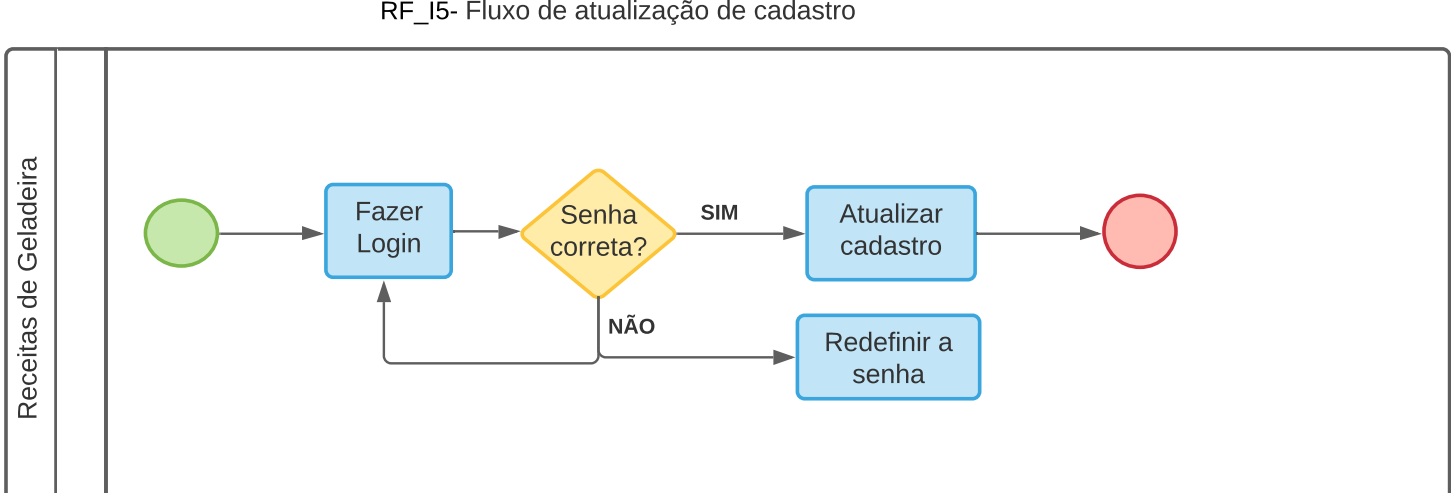 RF_I5- Fluxo de atualização de cadastro
Receitas de Geladeira
Fazer
Login
Senha
correta?
SIM
Atualizar
cadastro
NÃO
Redefinir a
senha